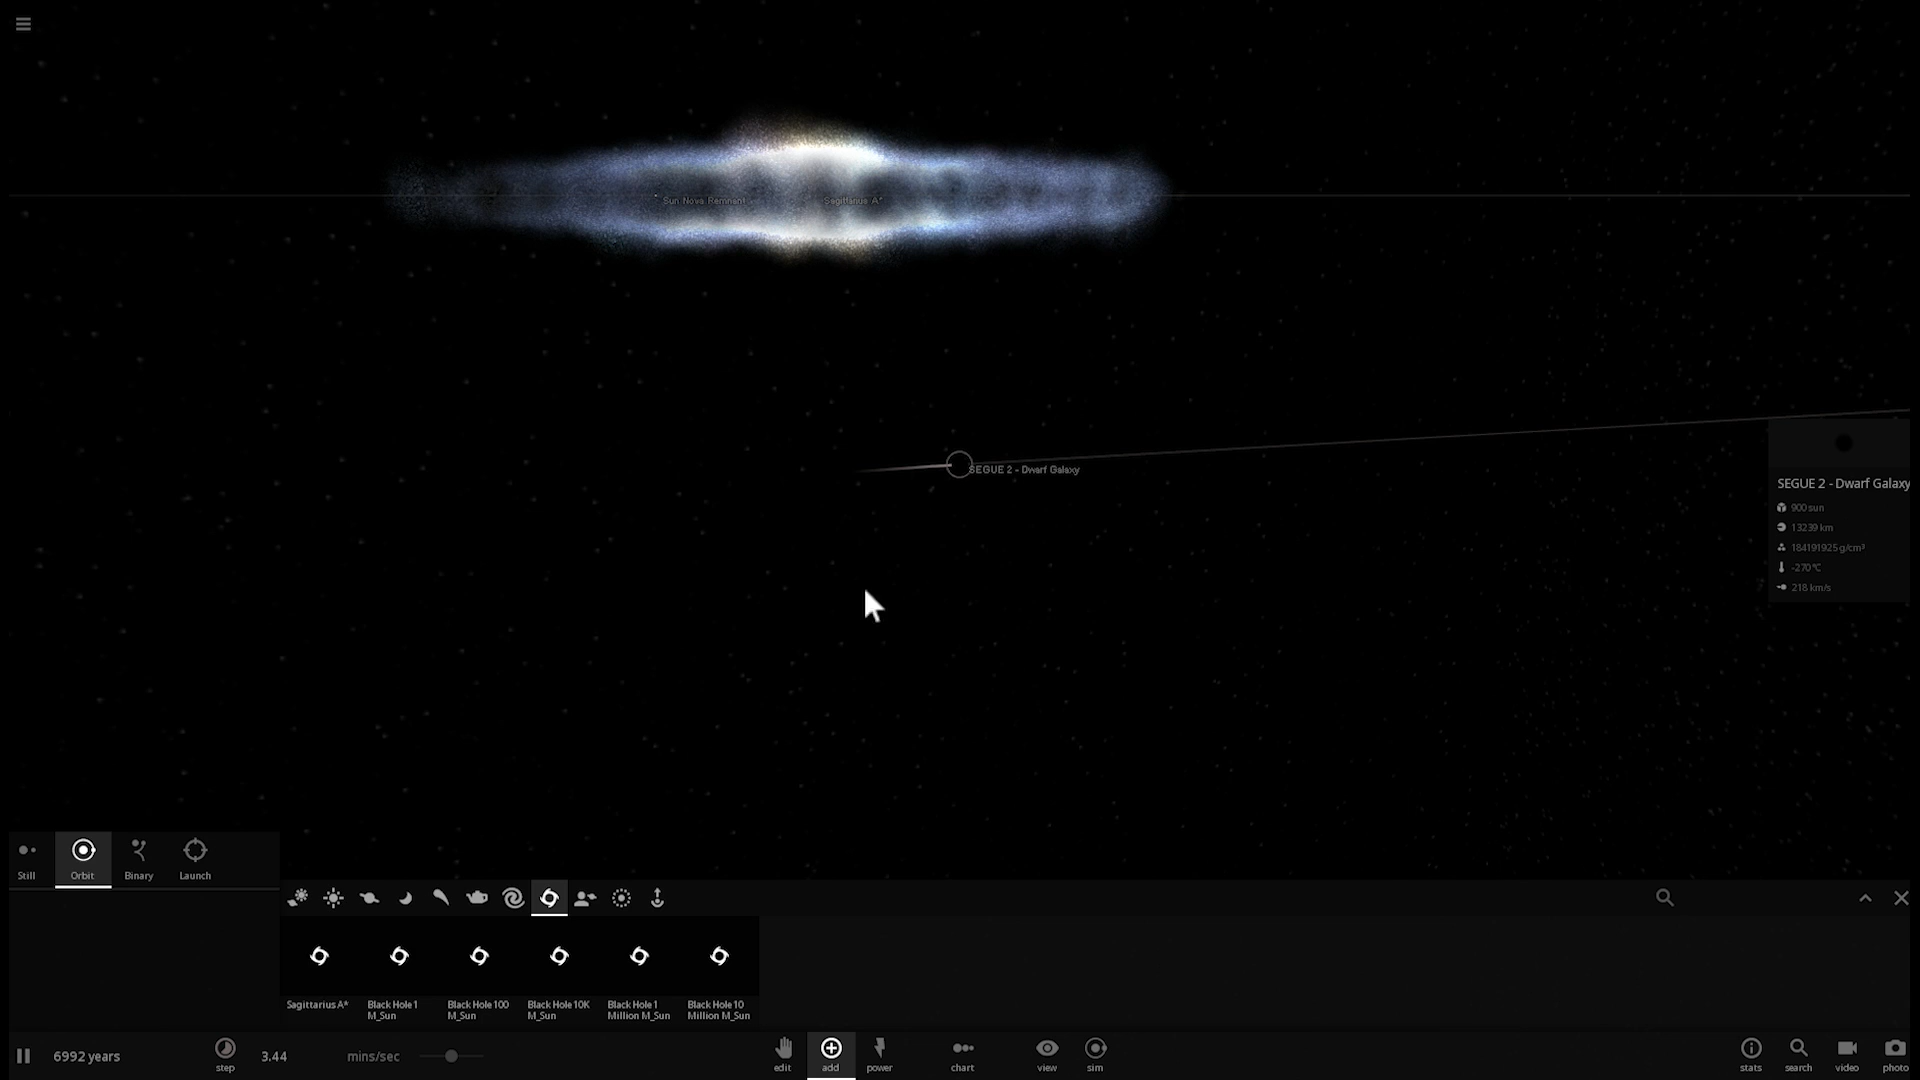 Sun Nova Remnant
Sagittarius A*
SEGUE 2 - Dwarf Galaxy
SEGUE 2 - Dwarf Galaxy
900 sun
13239 km
184191925 g/cm³
-270 °C
218 km/s
Still
Orbit
Binary
Launch
Sagittarius A*
Black Hole 1
M_Sun
Black Hole 100
M_Sun
Black Hole 10K
M_Sun
Black Hole 1
Million M_Sun
Black Hole 10
Million M_Sun
6992 years
step
3.44
mins/sec
edit
add
power
chart
view
sim
stats
search
video
photo